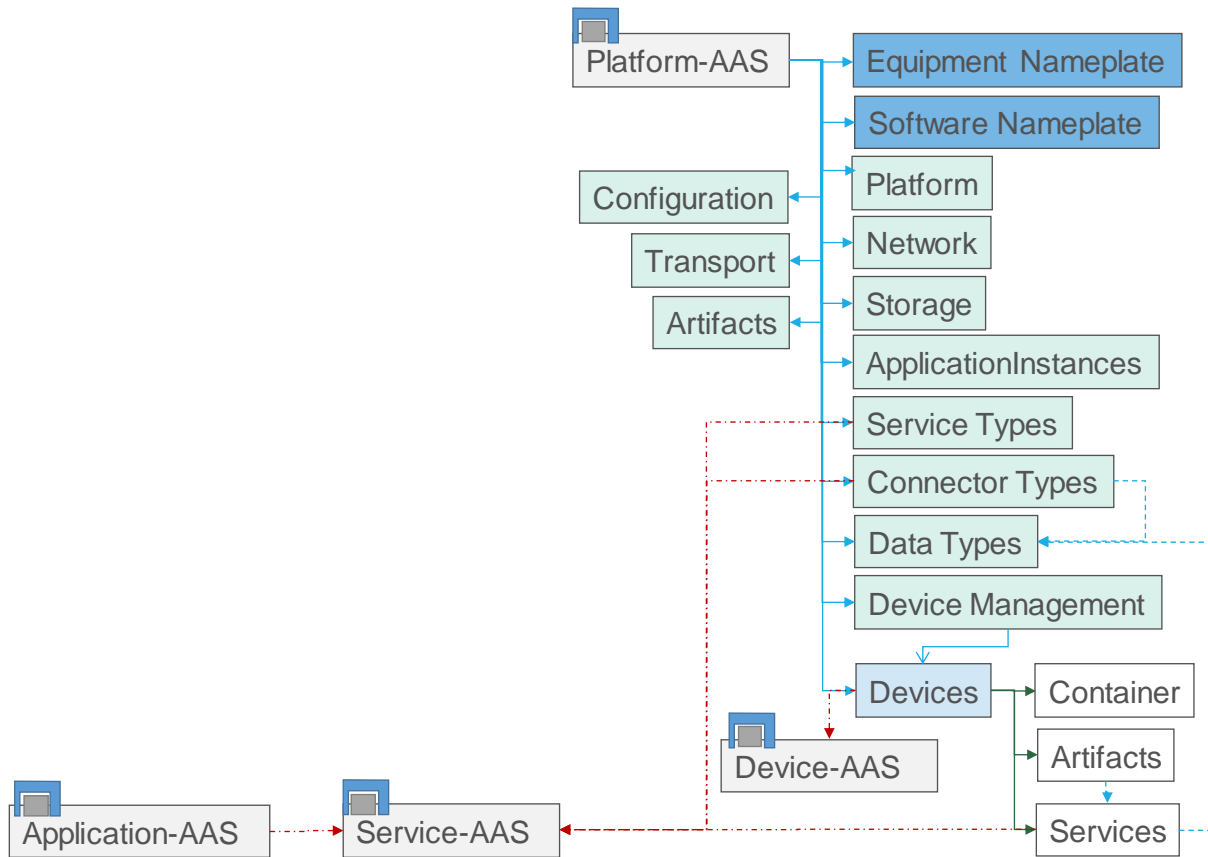 Platform-AAS
Equipment Nameplate
Software Nameplate
Platform
Configuration
Network
Transport
Storage
Artifacts
ApplicationInstances
Service Types
Connector Types
Data Types
Device Management
Devices
Container
Device-AAS
Artifacts
Application-AAS
Service-AAS
Services